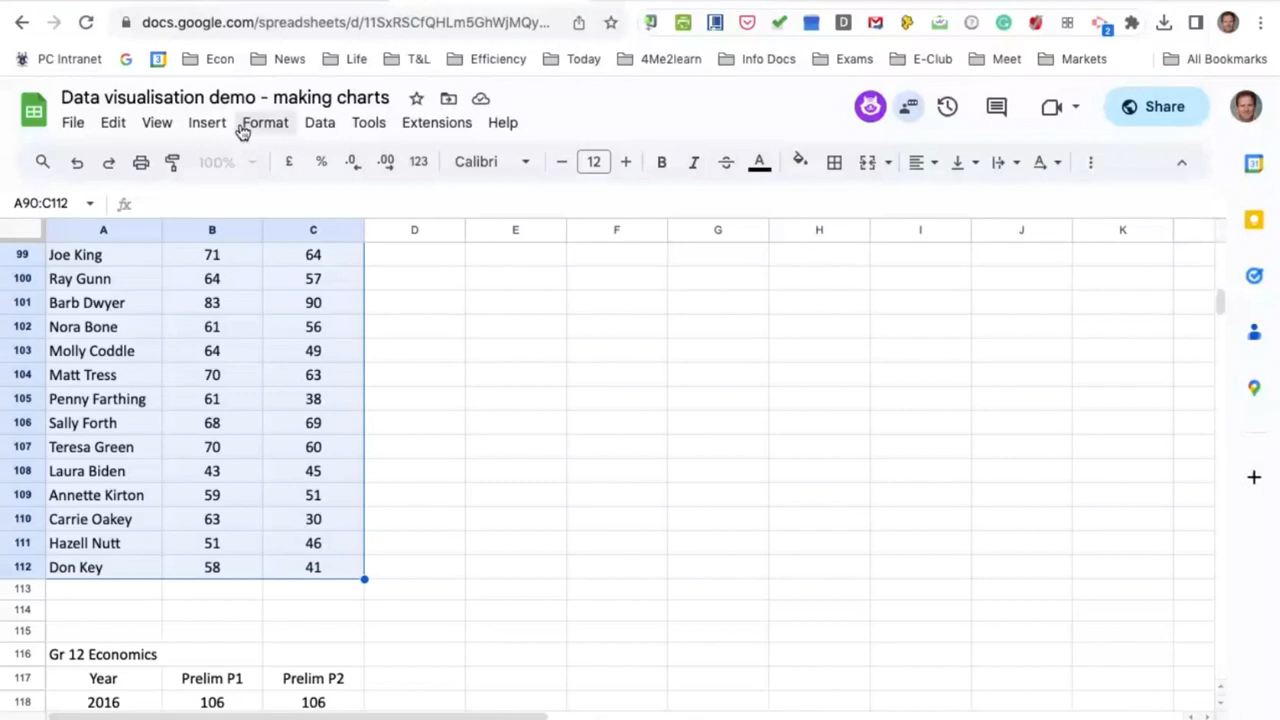 docs.google.com/spreadsheets/d/11SxRSCfQHLm5GhWjMQy...
PC Intranet Econ News Life T&L Efficiency Today 4Me2learn Info Docs Exams E-Club Meet Markets All Bookmarks
Data visualisation demo - making charts
File Edit View Insert Format Data Tools Extensions Help
Share
100% £ % .0 .00 123 Calibri 12 B I S A A
A90:C112 fx
A B C D E F G H I J K
99 Joe King 71 64
100 Ray Gunn 64 57
101 Barb Dwyer 83 90
102 Nora Bone 61 56
103 Molly Coddle 64 49
104 Matt Tress 70 63
105 Penny Farthing 61 38
106 Sally Forth 68 69
107 Teresa Green 70 60
108 Laura Biden 43 45
109 Annette Kirton 59 51
110 Carrie Oakey 63 30
111 Hazell Nutt 51 46
112 Don Key 58 41
113
114
115
116 Gr 12 Economics
117 Year Prelim P1 Prelim P2
118 2016 106 106